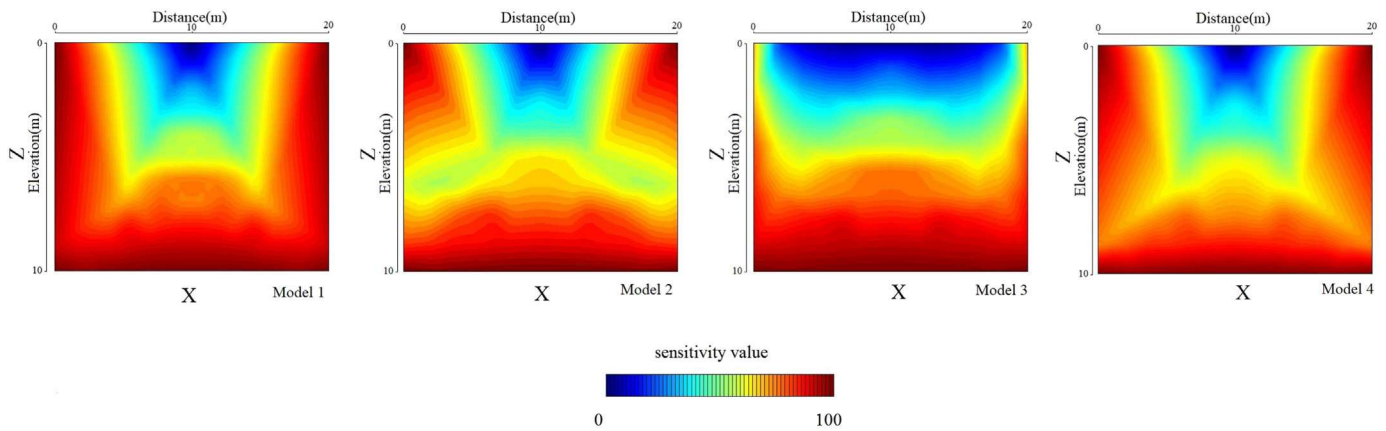 Distance(m)
0 10 20
0
Z
Elevation(m)
10
X
Model 1
Distance(m)
0 10 20
0
Z
Elevation(m)
10
X
Model 2
Distance(m)
0 10 20
0
Z
Elevation(m)
10
X
Model 3
Distance(m)
0 10 20
0
Z
Elevation(m)
10
X
Model 4
sensitivity value
0 100